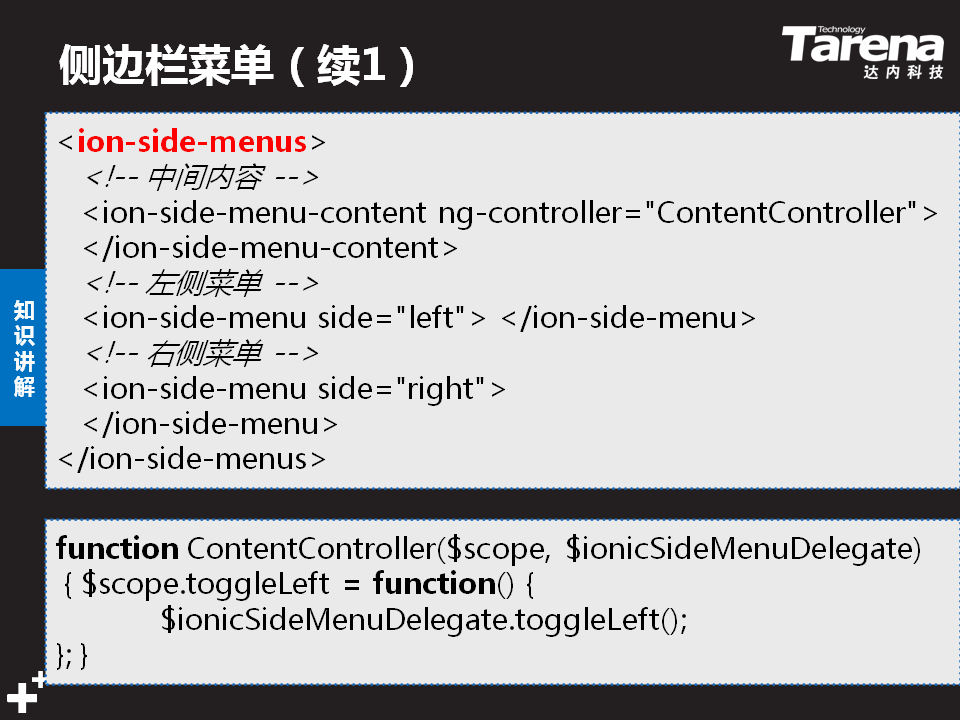 侧边栏菜单（续1）
Technology
Tarena
达内科技
<ion-side-menus>
<!-- 中间内容 -->
<ion-side-menu-content ng-controller="ContentController">
</ion-side-menu-content>
<!-- 左侧菜单 -->
<ion-side-menu side="left"> </ion-side-menu>
<!-- 右侧菜单 -->
<ion-side-menu side="right">
</ion-side-menu>
</ion-side-menus>
知识讲解
function ContentController($scope, $ionicSideMenuDelegate)
{ $scope.toggleLeft = function() {
$ionicSideMenuDelegate.toggleLeft();
}; }